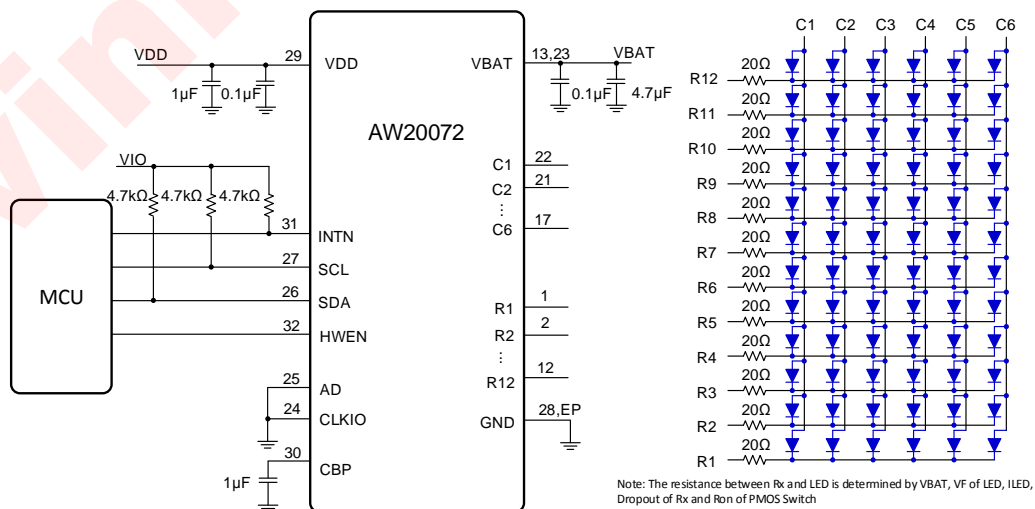 C1 C2 C3 C4 C5 C6
VDD 29 VDD VBAT 13,23 VBAT
1µF 0.1µF 0.1µF 4.7µF
AW20072
VIO
4.7kΩ 4.7kΩ 4.7kΩ
MCU
31 INTN
27 SCL
26 SDA
32 HWEN
25 AD
24 CLKIO
30 CBP
1µF
C1 22
C2 21
⋮
C6 17
R1 1
R2 2
⋮
R12 12
GND 28,EP
20Ω
R12
20Ω
R11
20Ω
R10
20Ω
R9
20Ω
R8
20Ω
R7
20Ω
R6
20Ω
R5
20Ω
R4
20Ω
R3
20Ω
R2
20Ω
R1
Note: The resistance between Rx and LED is determined by VBAT, VF of LED, ILED,
Dropout of Rx and Ron of PMOS Switch